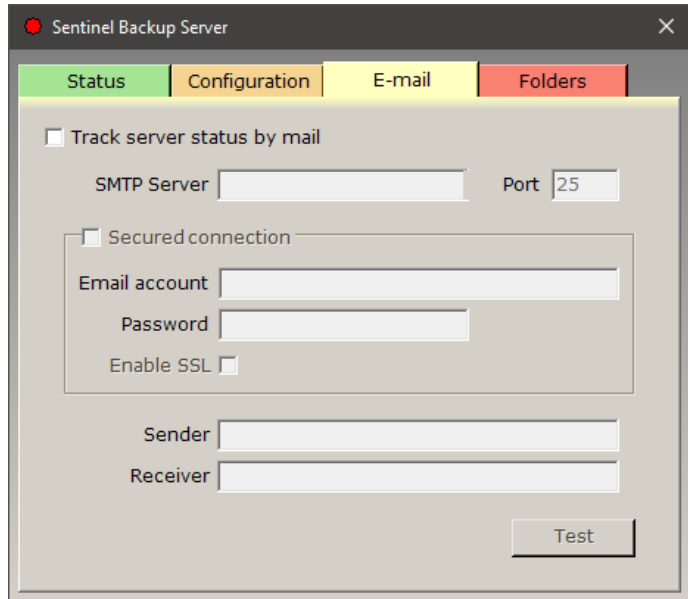 Sentinel Backup Server
Status Configuration E-mail Folders
Track server status by mail
SMTP Server Port 25
Secured connection
Email account
Password
Enable SSL
Sender
Receiver
Test